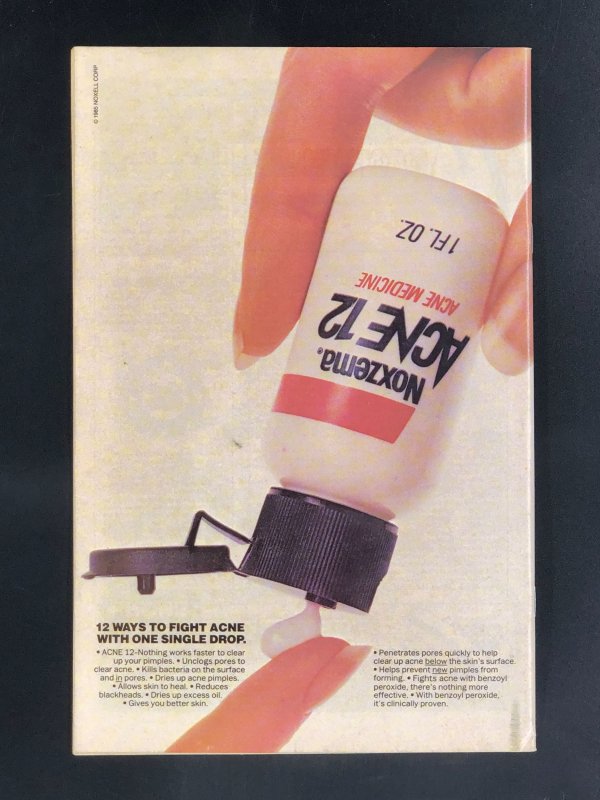 © 1985 NOXELL CORP
1 FL. OZ.
ACNE MEDICINE
ACNE 12
Noxzema®
12 WAYS TO FIGHT ACNE
WITH ONE SINGLE DROP.
• ACNE 12–Nothing works faster to clear
up your pimples. • Unclogs pores to
clear acne. • Kills bacteria on the surface
and in pores. • Dries up acne pimples.
• Allows skin to heal. • Reduces
blackheads. • Dries up excess oil.
• Gives you better skin.
• Penetrates pores quickly to help
clear up acne below the skin's surface.
• Helps prevent new pimples from
forming. • Fights acne with benzoyl
peroxide, there's nothing more
effective. • With benzoyl peroxide,
it's clinically proven.